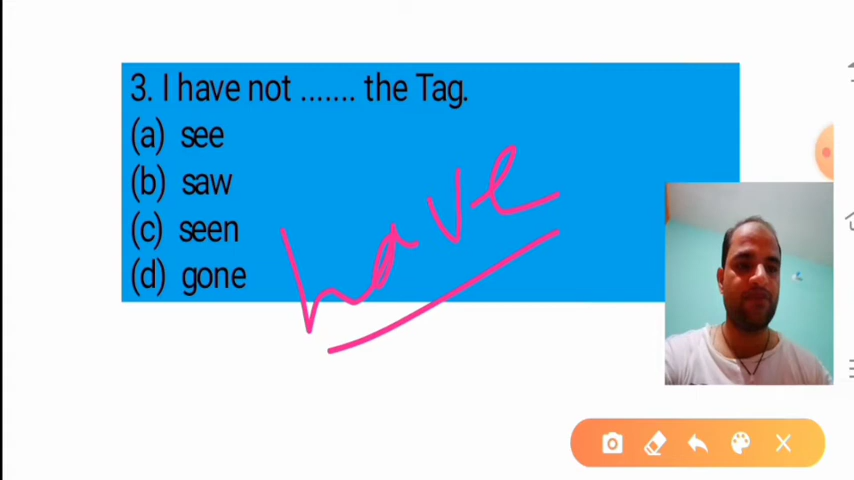 3. I have not ....... the Tag.
(a) see
(b) saw
(c) seen
(d) gone
have